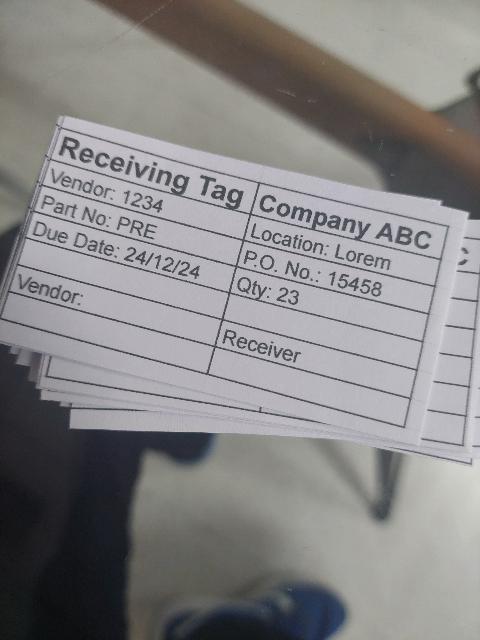 Receiving Tag Company ABC
Vendor: 1234 Location: Lorem
Part No: PRE P.O. No.: 15458
Due Date: 24/12/24 Qty: 23
Vendor: Receiver
C